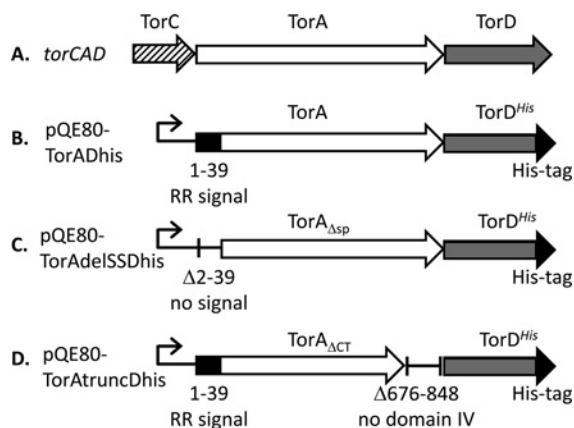 TorC TorA TorD
A. torCAD
pQE80-
TorA TorD^His
B. TorADhis
1-39 His-tag
RR signal
pQE80-
TorA_Δsp TorD^His
C. TorAdelSSDhis
Δ2-39 His-tag
no signal
pQE80-
TorA_ΔCT TorD^His
D. TorAtruncDhis
1-39 Δ676-848 His-tag
RR signal no domain IV